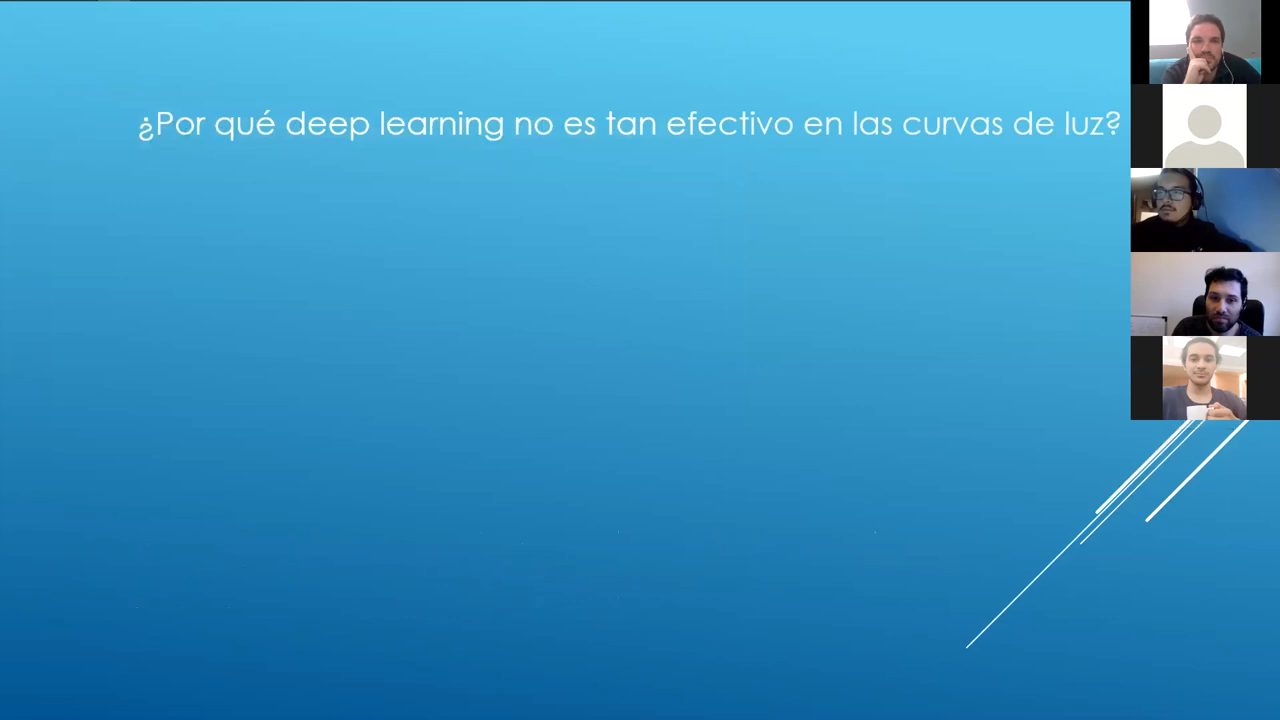 ¿Por qué deep learning no es tan efectivo en las curvas de luz?